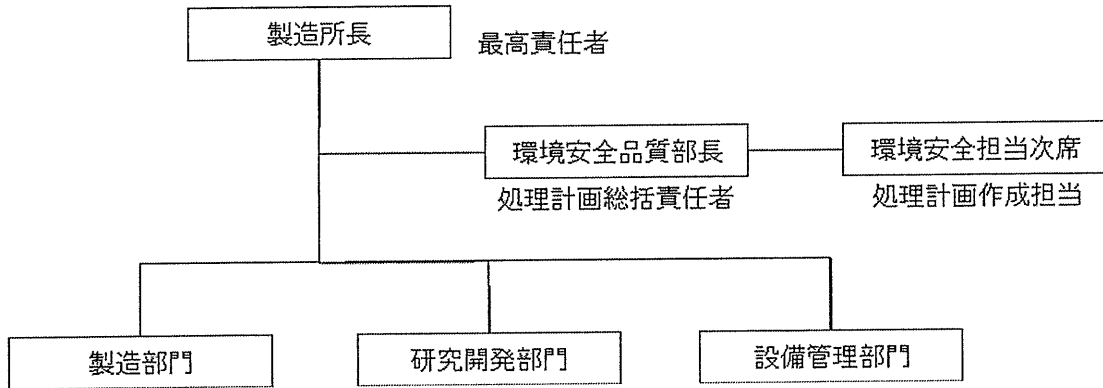 製造所長
最高責任者
環境安全品質部長
環境安全担当次席
処理計画総括責任者
処理計画作成担当
製造部門
研究開発部門
設備管理部門